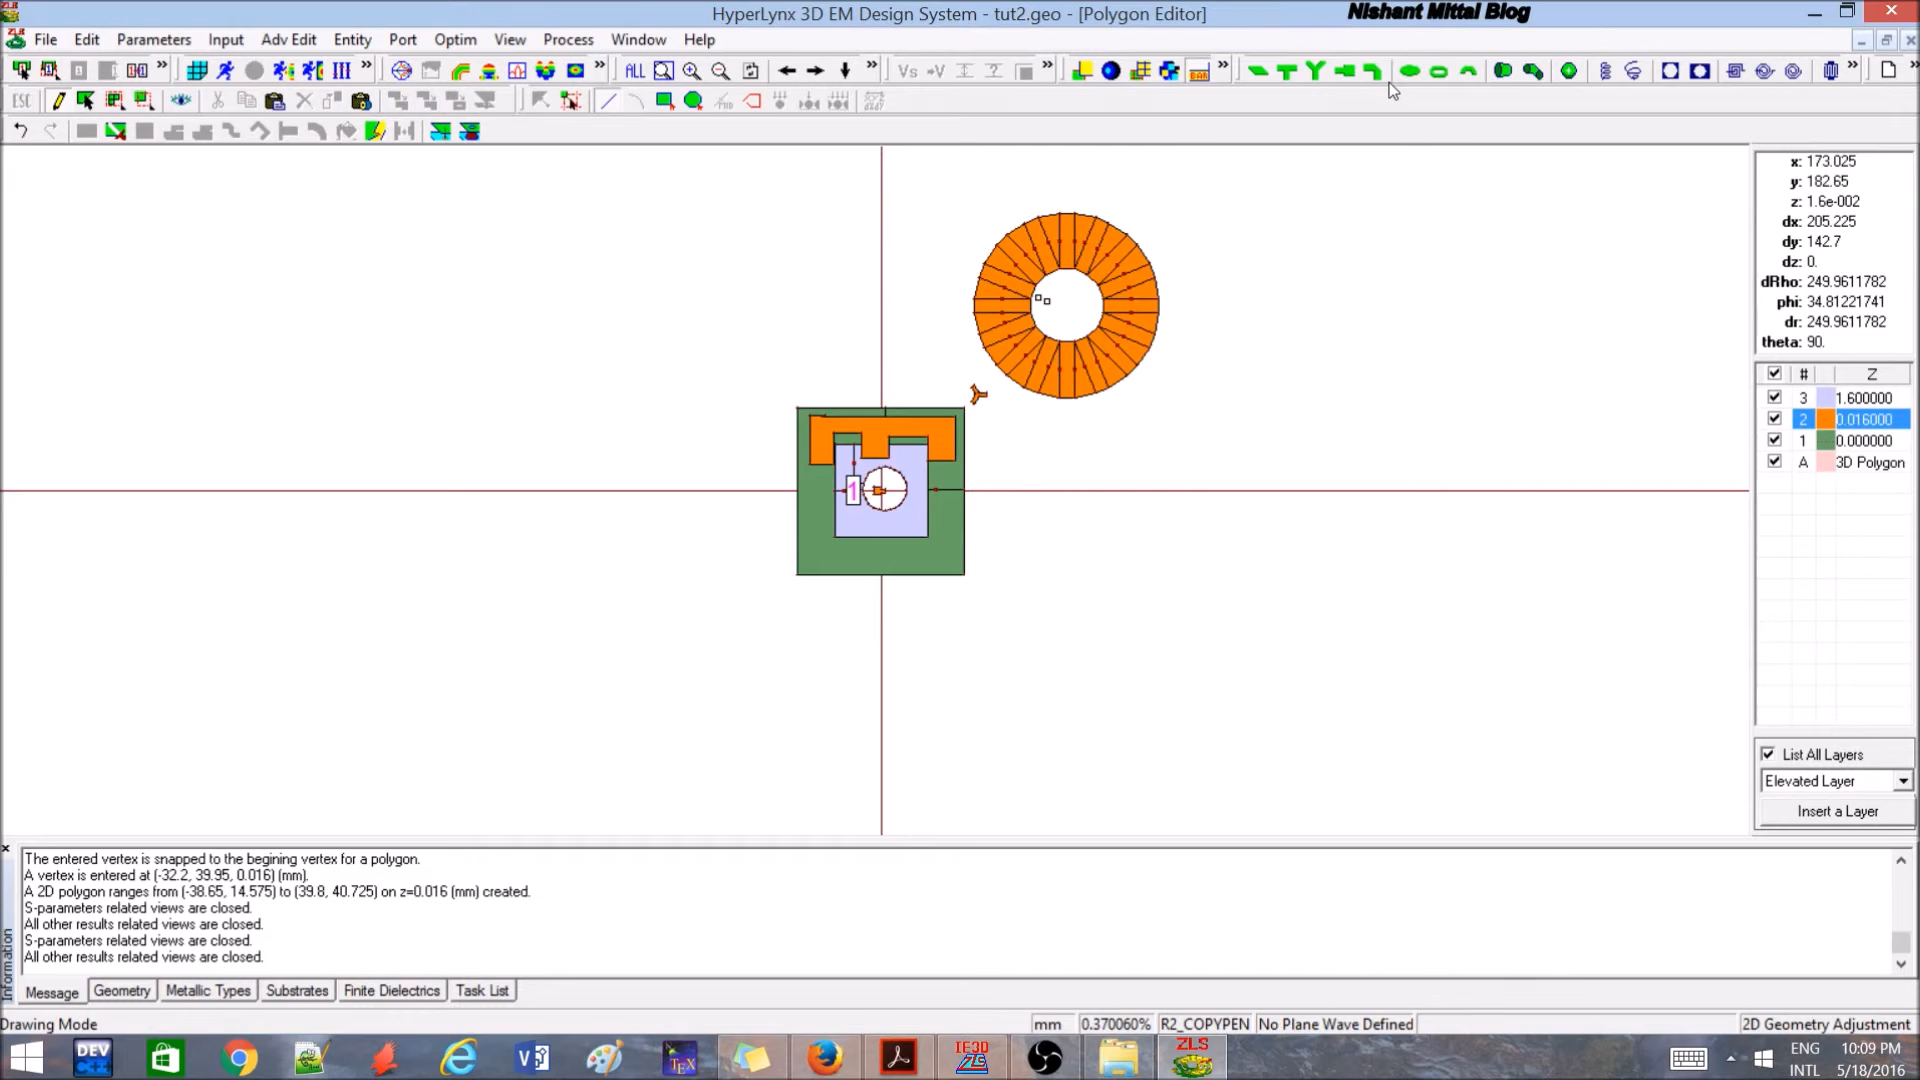 HyperLynx 3D EM Design System - tut2.geo - [Polygon Editor]
Nishant Mittal Blog
File Edit Parameters Input Adv Edit Entity Port Optim View Process Window Help
ALL
ESC
x: 173.025
y: 182.65
z: 1.6e-002
dx: 205.225
dy: 142.7
dz: 0.
dRho: 249.9611782
phi: 34.81221741
dr: 249.9611782
theta: 90.
# Z
3 1.600000
2 0.016000
1 0.000000
A 3D Polygon
1
List All Layers
Elevated Layer
Insert a Layer
The entered vertex is snapped to the begining vertex for a polygon.
A vertex is entered at (-32.2, 39.95, 0.016) (mm).
A 2D polygon ranges from (-38.65, 14.575) to (39.8, 40.725) on z=0.016 (mm) created.
S-parameters related views are closed.
All other results related views are closed.
S-parameters related views are closed.
All other results related views are closed.
Information
Message Geometry Metallic Types Substrates Finite Dielectrics Task List
Drawing Mode mm 0.370060% R2_COPYPEN No Plane Wave Defined 2D Geometry Adjustment
DEV C++ TEX IE3D ZLS ENG 10:09 PM
INTL 5/18/2016